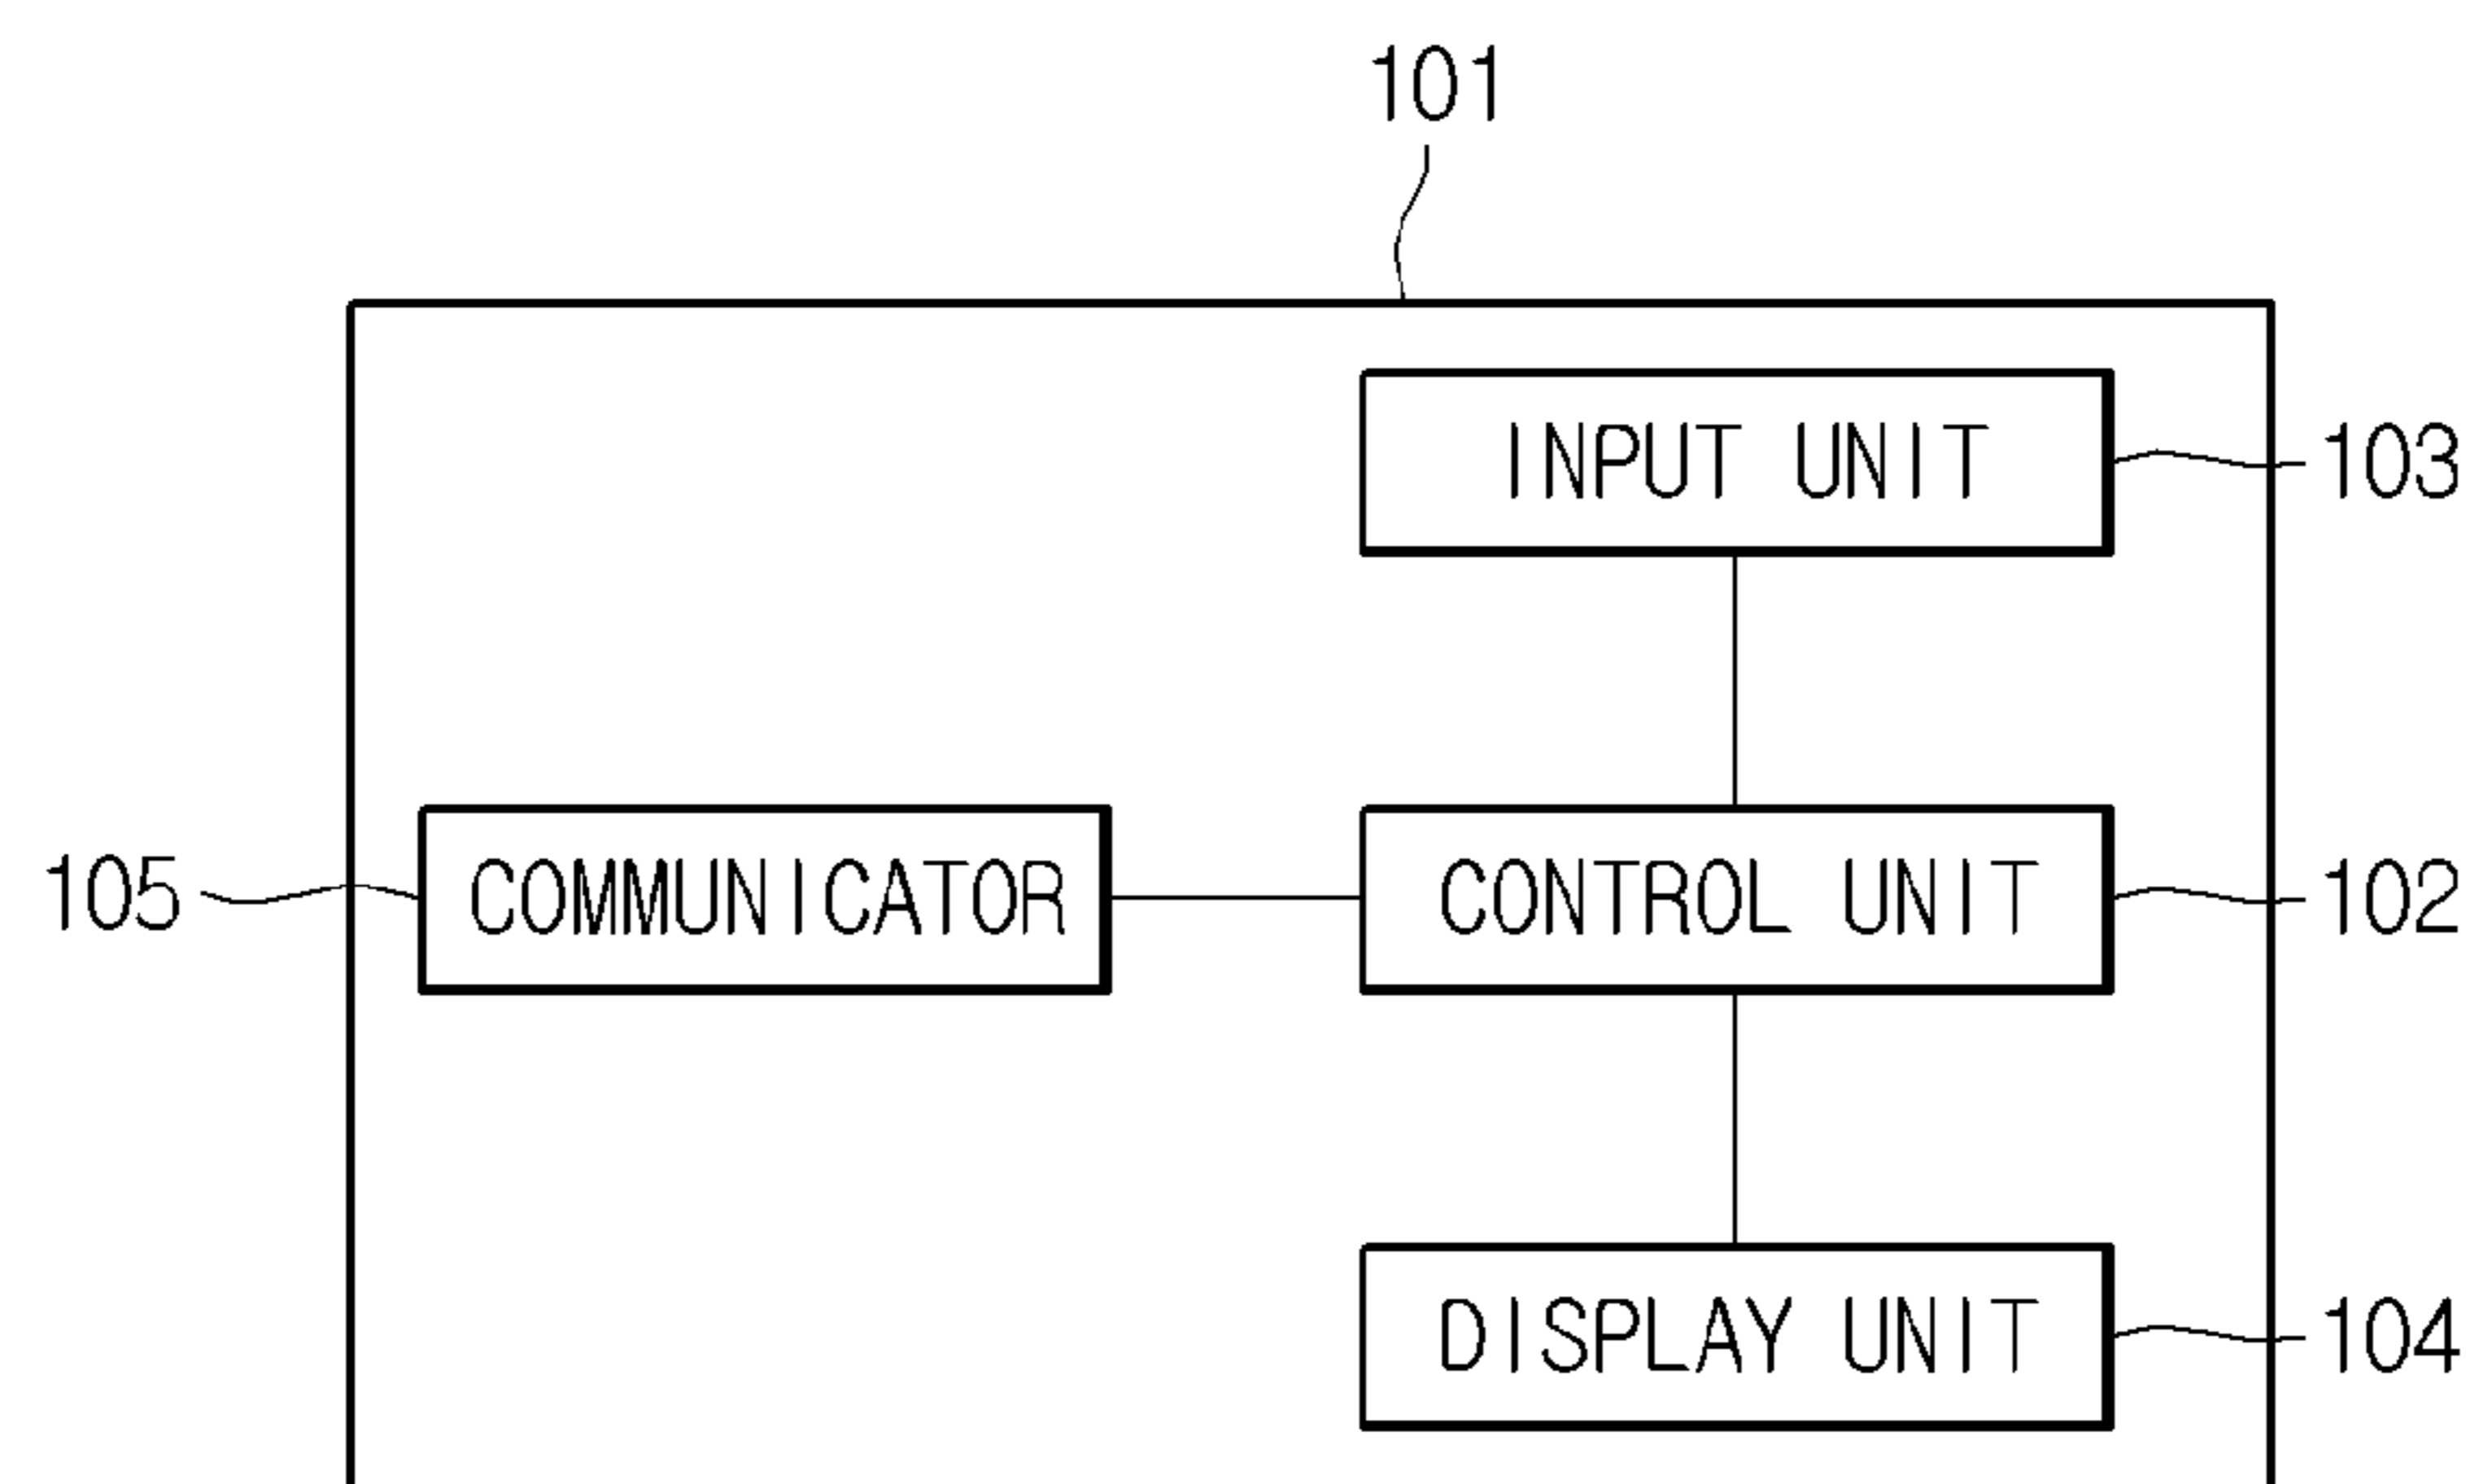 101
INPUT UNIT
103
105
COMMUNICATOR
CONTROL UNIT
102
DISPLAY UNIT
104